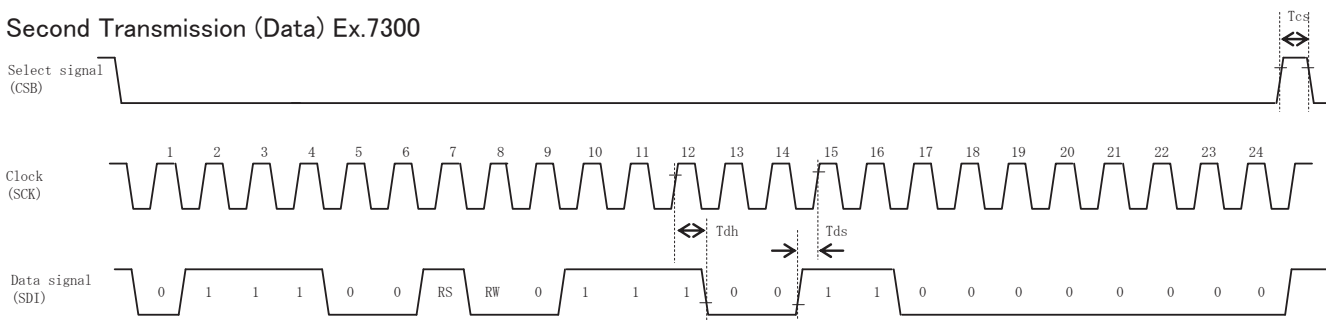 Second Transmission (Data) Ex.7300
Tcs
Select signal
(CSB)
1 2 3 4 5 6 7 8 9 10 11 12 13 14 15 16 17 18 19 20 21 22 23 24
Clock
(SCK)
Tdh Tds
Data signal
(SDI)
0 1 1 1 0 0 RS RW 0 1 1 1 0 0 1 1 0 0 0 0 0 0 0 0